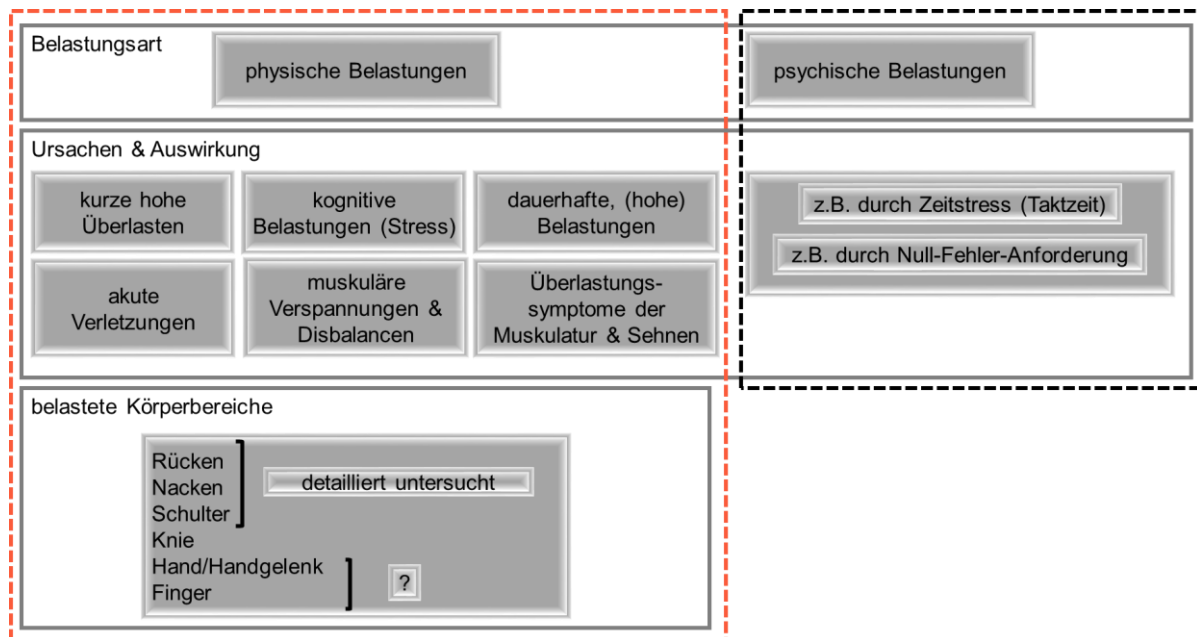 Belastungsart
physische Belastungen
psychische Belastungen
Ursachen & Auswirkung
kurze hohe
Überlasten
kognitive
Belastungen (Stress)
dauerhafte, (hohe)
Belastungen
akute
Verletzungen
muskuläre
Verspannungen &
Disbalancen
Überlastungs-
symptome der
Muskulatur & Sehnen
z.B. durch Zeitstress (Taktzeit)
z.B. durch Null-Fehler-Anforderung
belastete Körperbereiche
Rücken
Nacken
Schulter
detailliert untersucht
Knie
Hand/Handgelenk
Finger
?